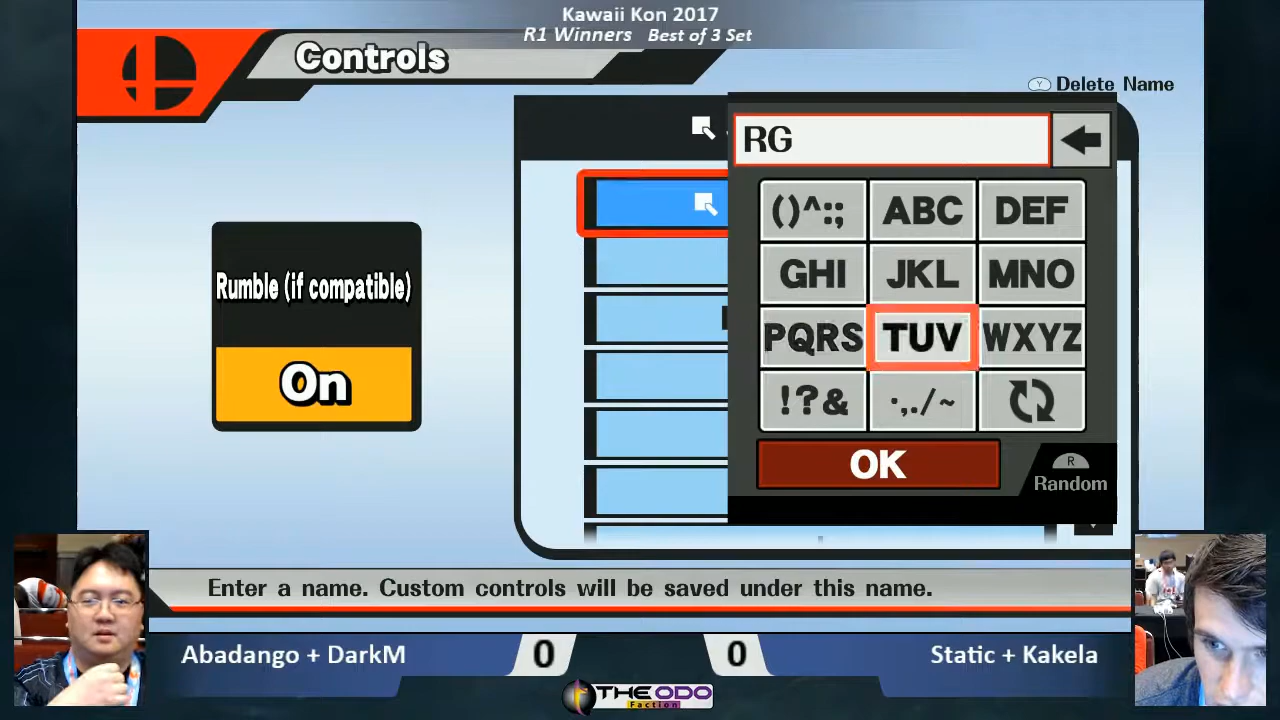 Kawaii Kon 2017
R1 Winners Best of 3 Set
Controls
Y Delete Name
RG
()^:;
ABC
DEF
Rumble (if compatible)
On
GHI
JKL
MNO
PQRS
TUV
WXYZ
!?&
·,./~
OK
R
Random
Enter a name. Custom controls will be saved under this name.
Abadango + DarkM
0
0
Static + Kakela
THE ODO
Faction